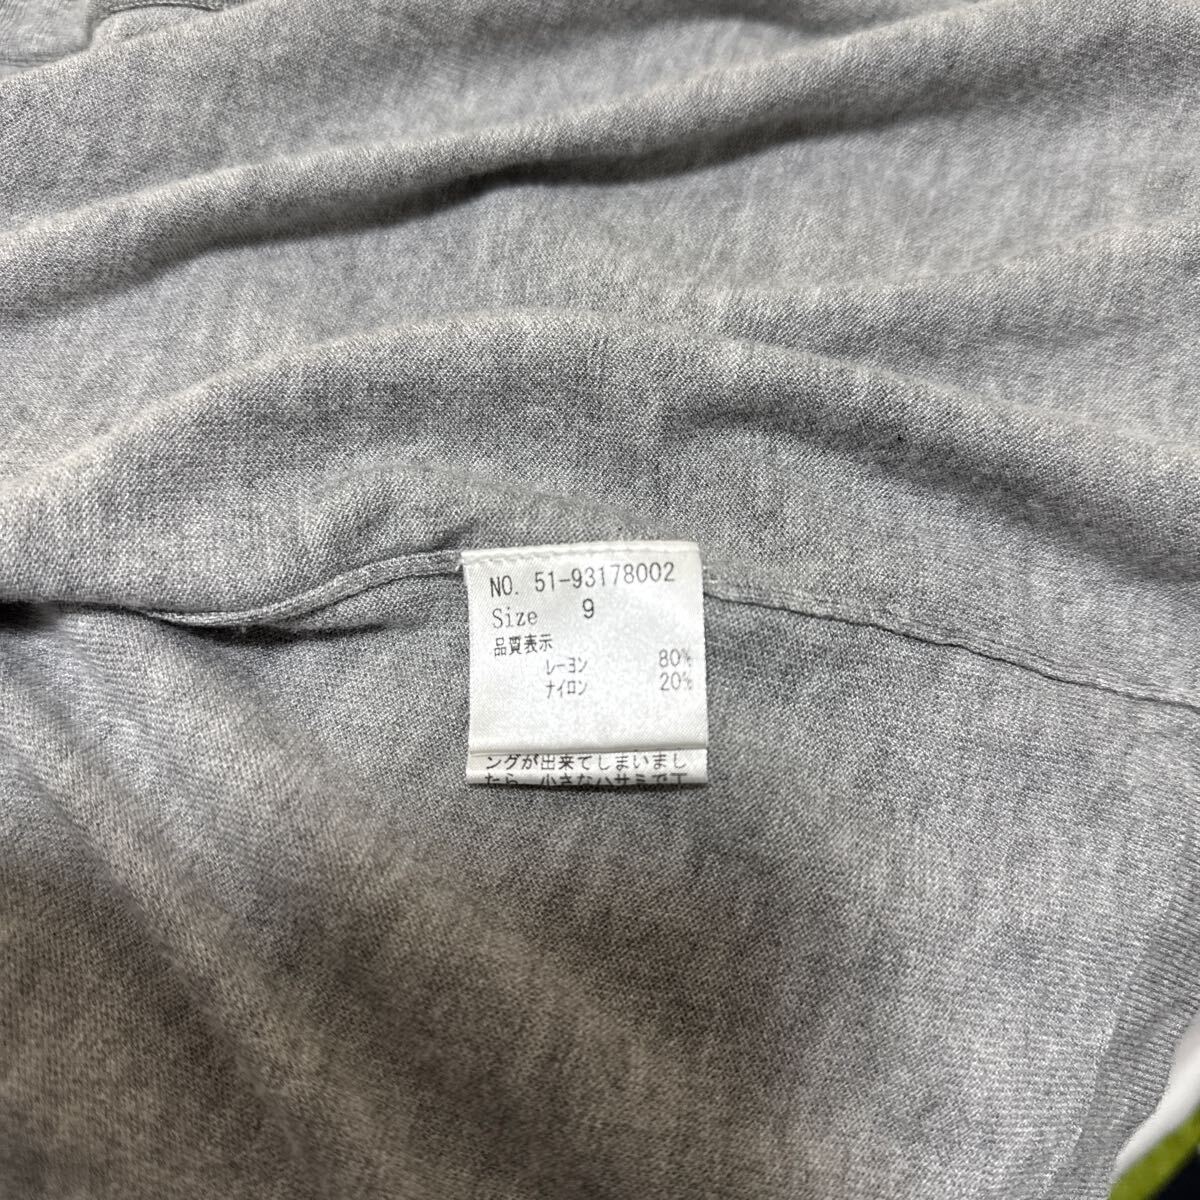 NO. 51-93178002
Size 9
品質表示
レーヨン 80%
ナイロン 20%
ングが出来てしまいまし
たら、小さなハサミで丁